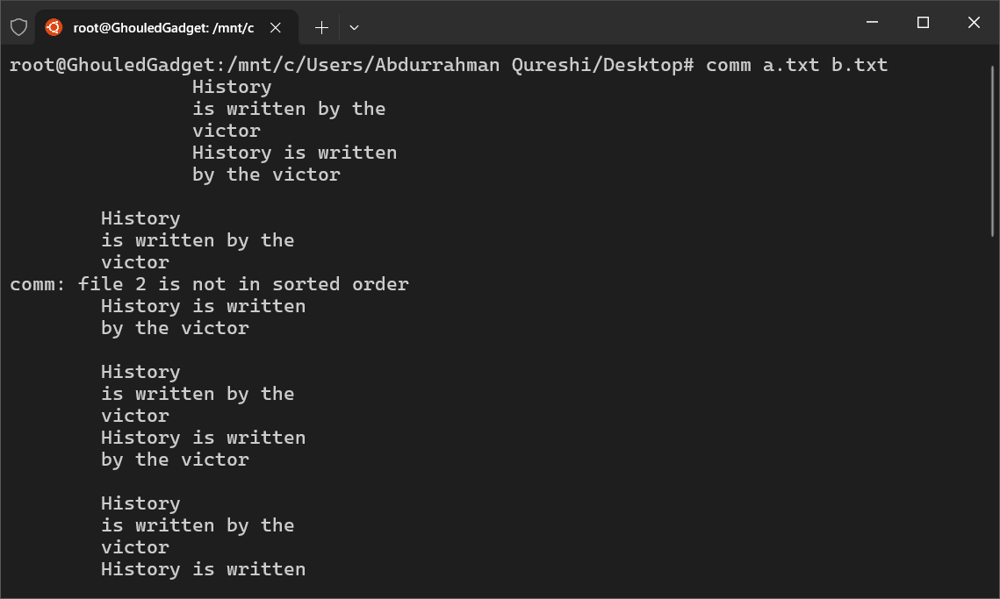 root@GhouledGadget: /mnt/c
root@GhouledGadget:/mnt/c/Users/Abdurrahman Qureshi/Desktop# comm a.txt b.txt
History
is written by the
victor
History is written
by the victor
History
is written by the
victor
comm: file 2 is not in sorted order
History is written
by the victor
History
is written by the
victor
History is written
by the victor
History
is written by the
victor
History is written